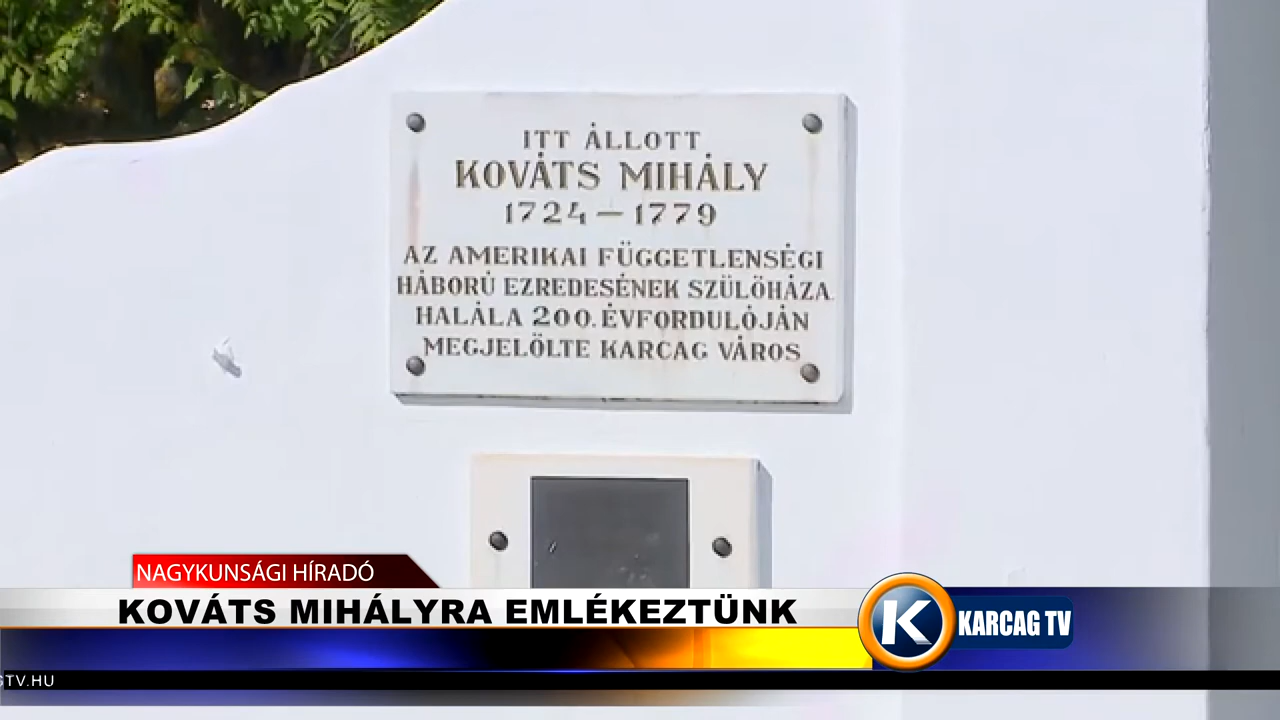 ITT ÁLLOTT
KOVÁTS MIHÁLY
1724 — 1779
AZ AMERIKAI FÜGGETLENSÉGI
HÁBORÚ EZREDESÉNEK SZÜLŐHÁZA.
HALÁLA 200. ÉVFORDULÓJÁN
MEGJELÖLTE KARCAG VÁROS
NAGYKUNSÁGI HÍRADÓ
KOVÁTS MIHÁLYRA EMLÉKEZTÜNK
K KARCAG TV
GTV.HU